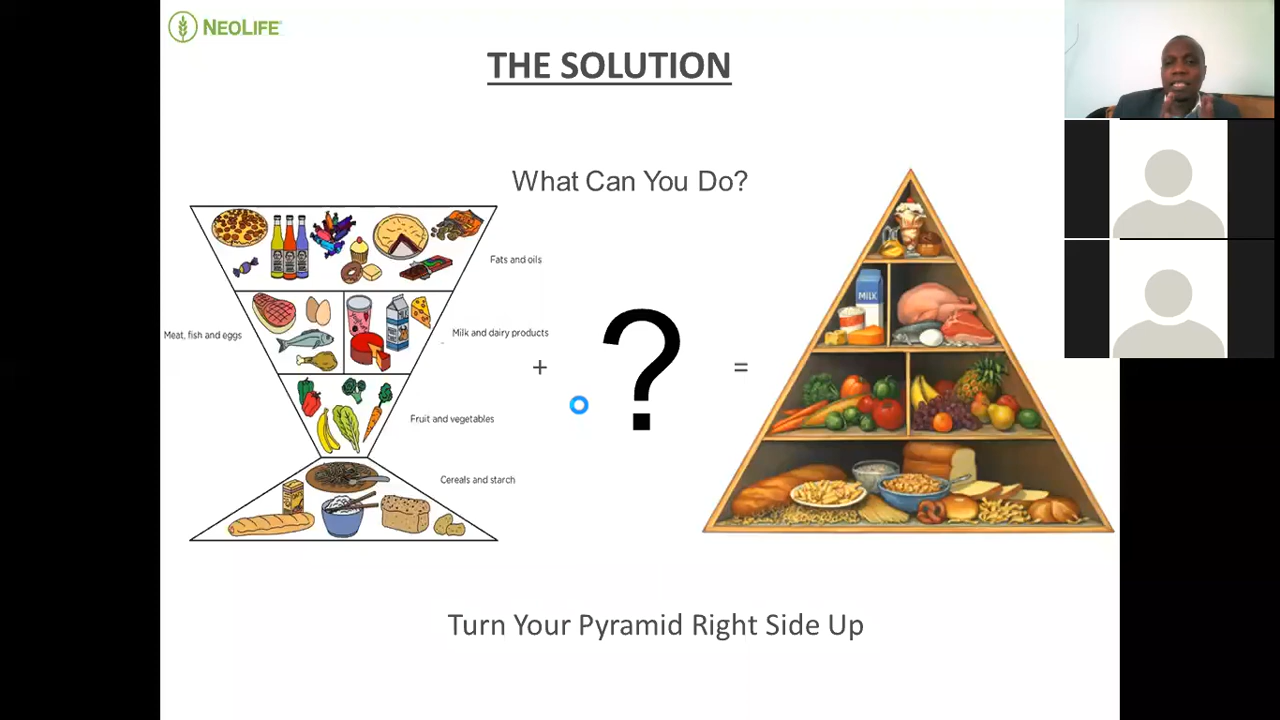 NEOLIFE
THE SOLUTION
What Can You Do?
Fats and oils
Meat, fish and eggs
Milk and dairy products
+
?
=
MILK
Fruit and vegetables
Cereals and starch
Turn Your Pyramid Right Side Up